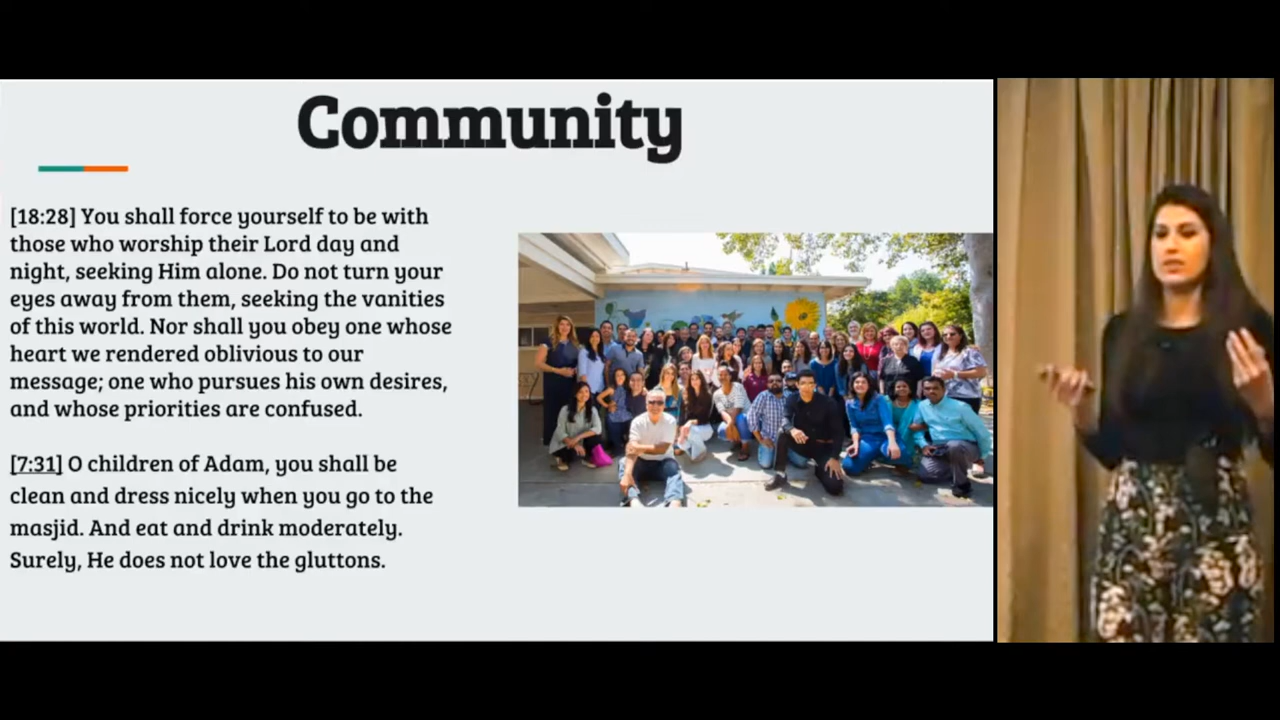 Community
[18:28] You shall force yourself to be with
those who worship their Lord day and
night, seeking Him alone. Do not turn your
eyes away from them, seeking the vanities
of this world. Nor shall you obey one whose
heart we rendered oblivious to our
message; one who pursues his own desires,
and whose priorities are confused.
[7:31] O children of Adam, you shall be
clean and dress nicely when you go to the
masjid. And eat and drink moderately.
Surely, He does not love the gluttons.